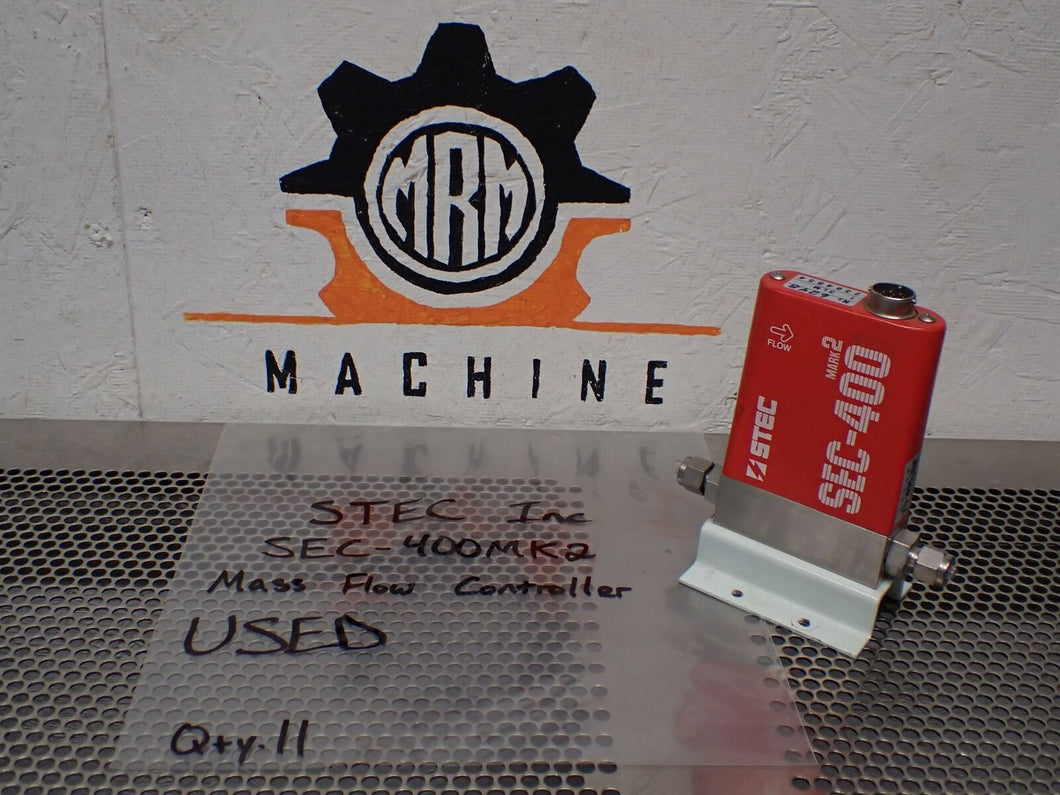 MRM
MACHINE
STEC Inc
SEC-400MK2
Mass Flow Controller
USED
Qty. 11
FLOW
STEC
SEC-400
MARK 2